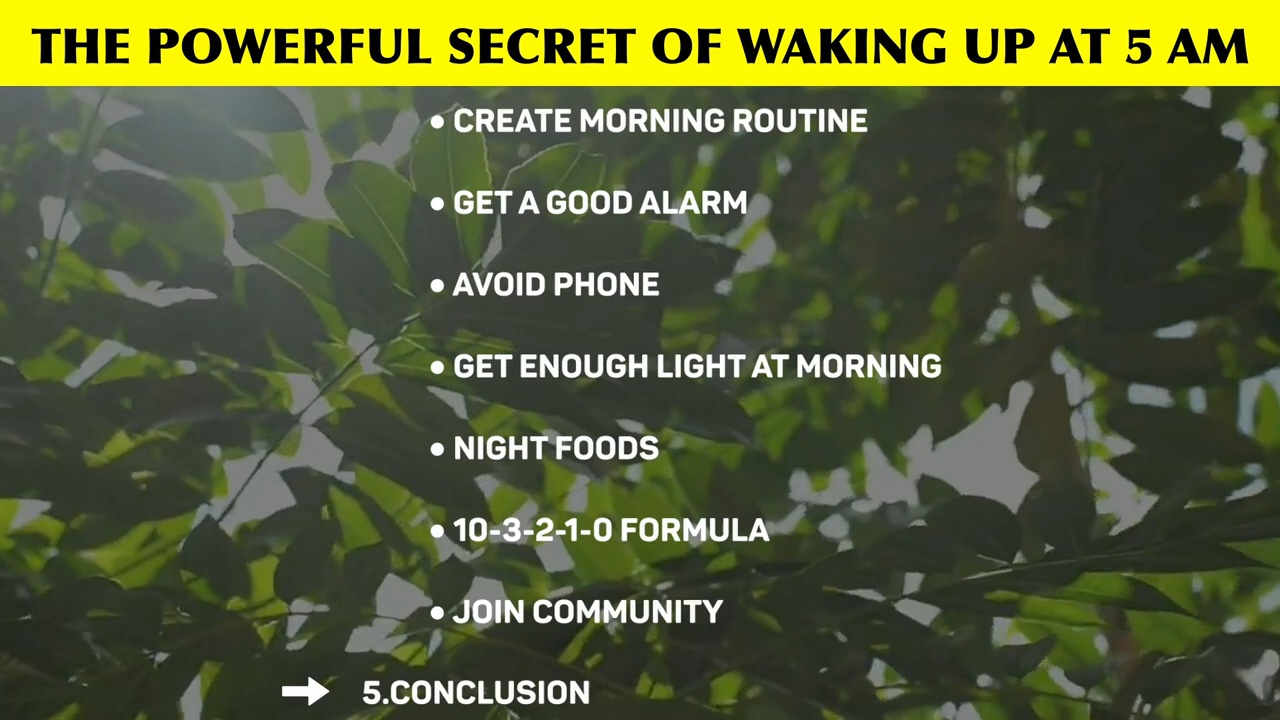 THE POWERFUL SECRET OF WAKING UP AT 5 AM
• CREATE MORNING ROUTINE
• GET A GOOD ALARM
• AVOID PHONE
• GET ENOUGH LIGHT AT MORNING
• NIGHT FOODS
• 10-3-2-1-0 FORMULA
• JOIN COMMUNITY
➡ 5.CONCLUSION